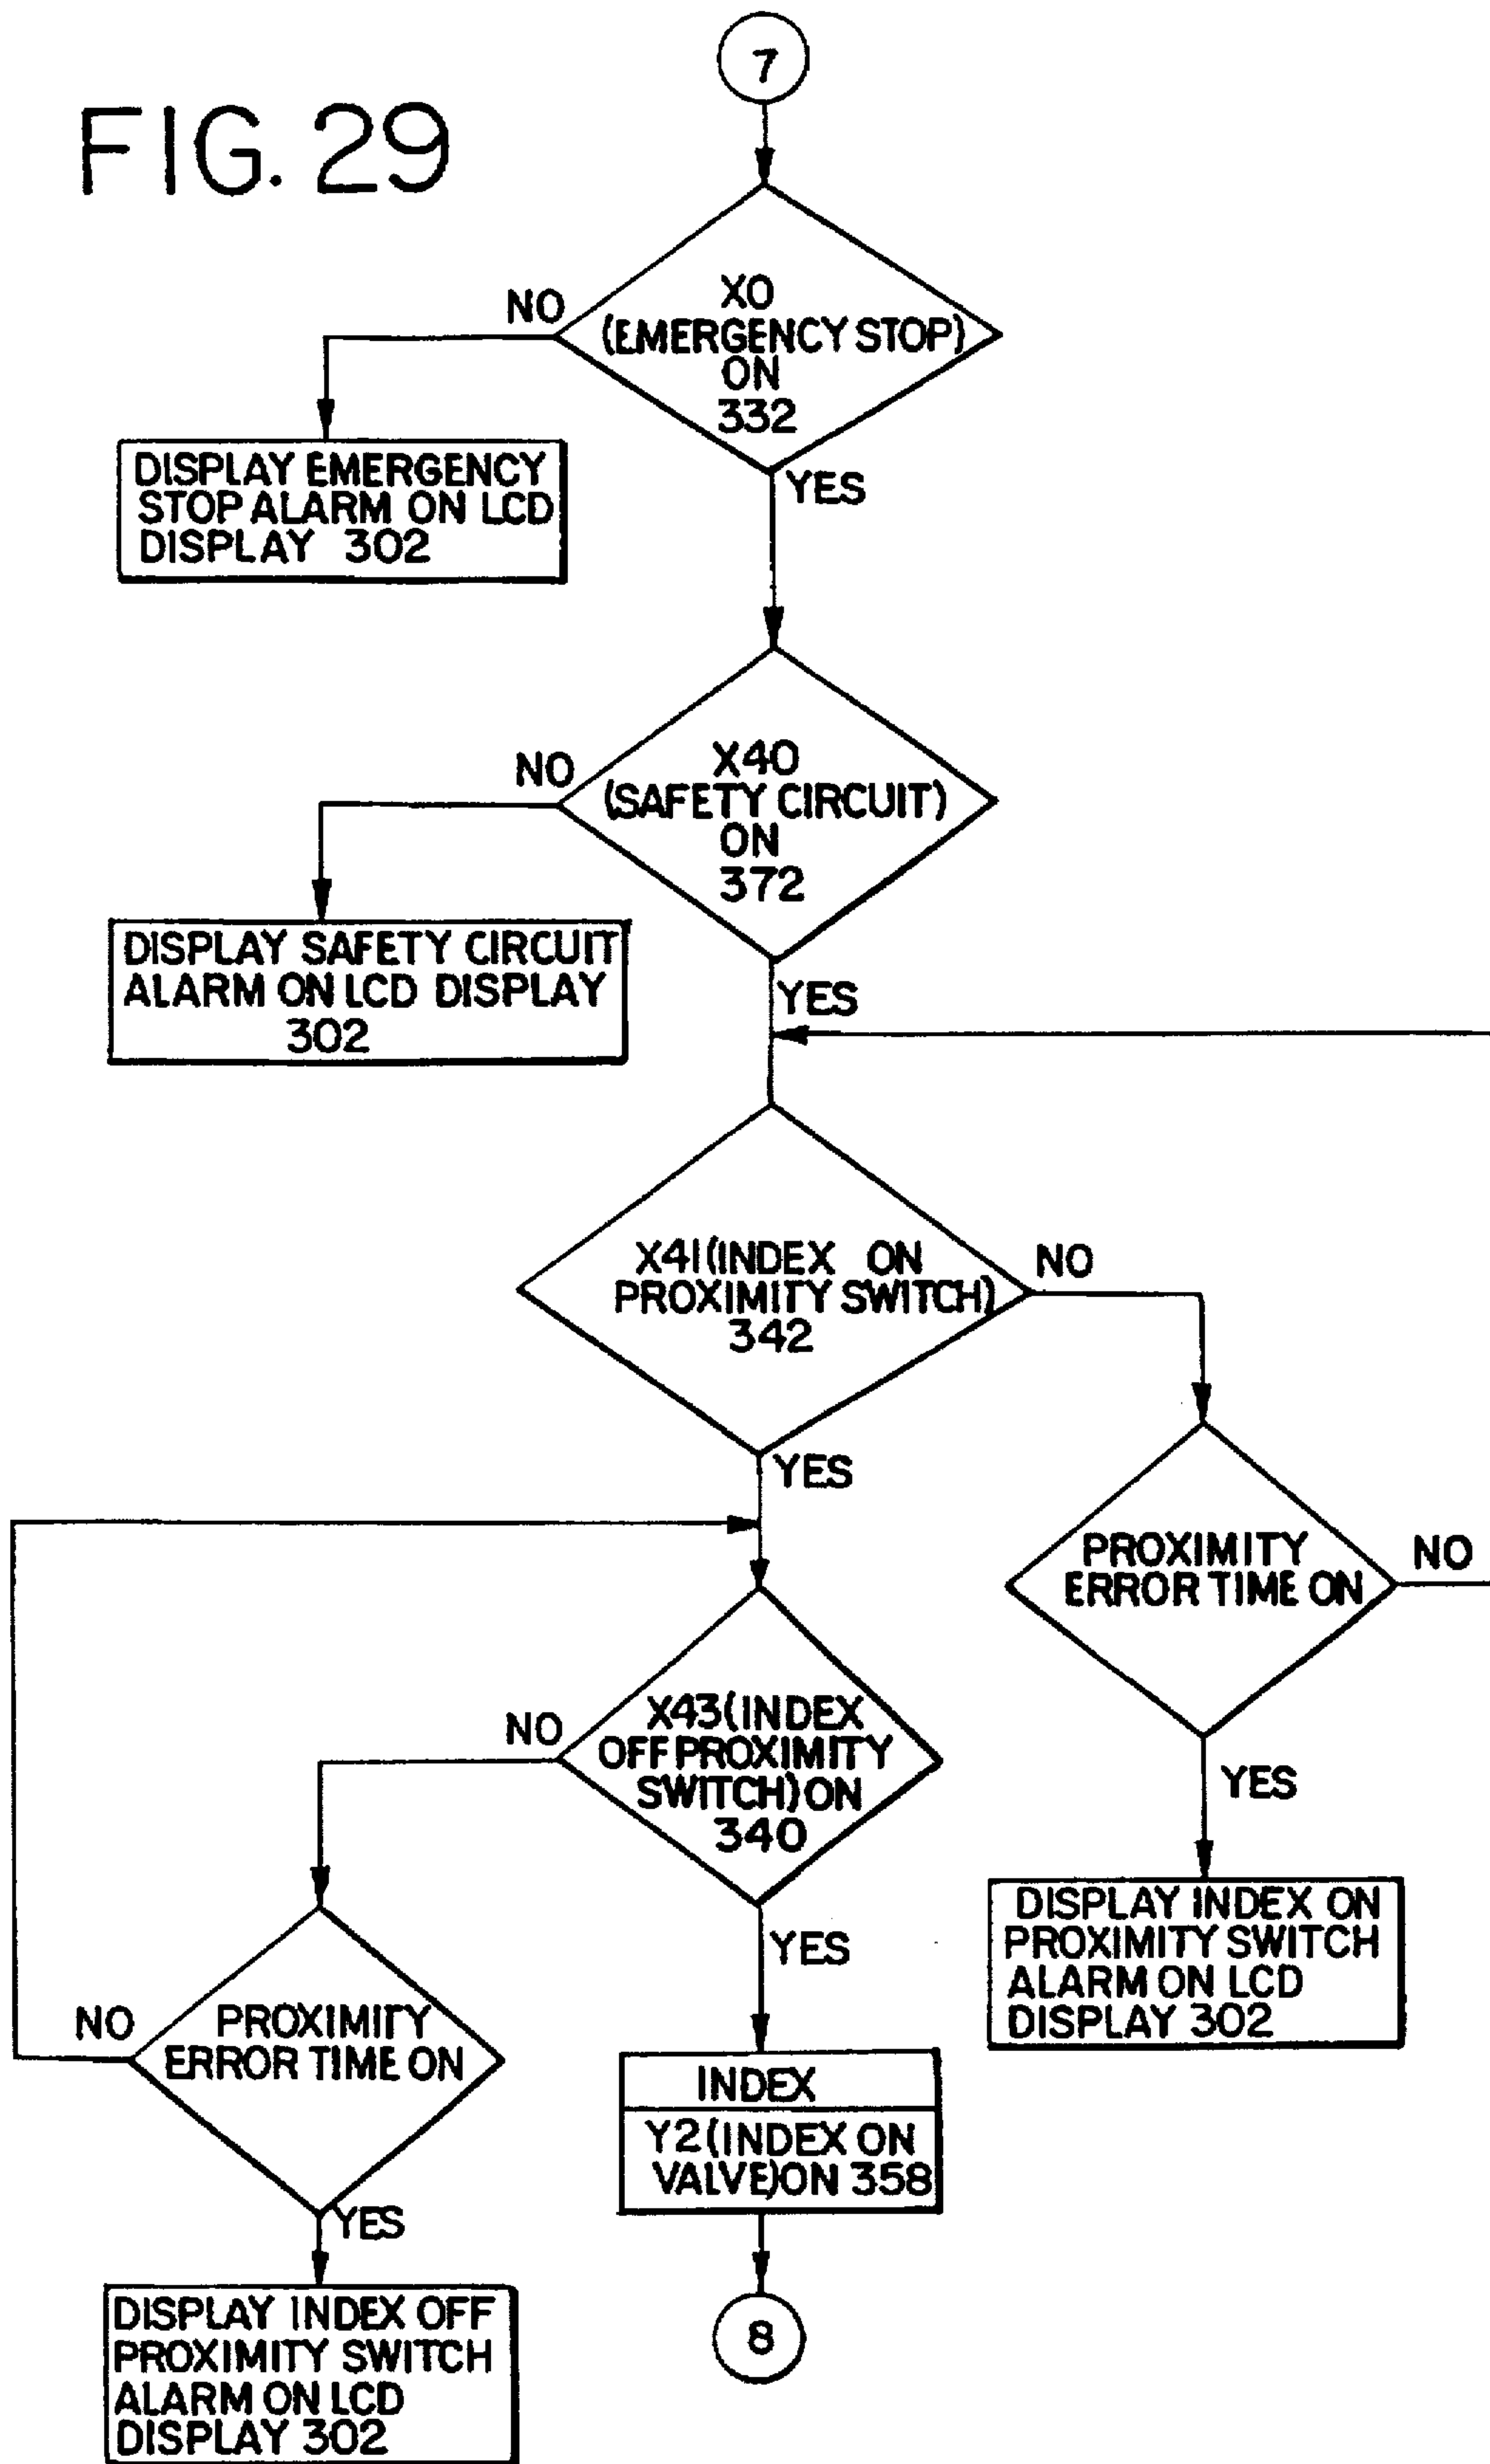 FIG. 29
7
X0
(EMERGENCY STOP)
ON
332
NO
YES
DISPLAY EMERGENCY
STOP ALARM ON LCD
DISPLAY 302
X40
(SAFETY CIRCUIT)
ON
372
NO
YES
DISPLAY SAFETY CIRCUIT
ALARM ON LCD DISPLAY
302
X41(INDEX ON
PROXIMITY SWITCH)
342
NO
YES
PROXIMITY
ERROR TIME ON
NO
YES
DISPLAY INDEX ON
PROXIMITY SWITCH
ALARM ON LCD
DISPLAY 302
X43(INDEX
OFF PROXIMITY
SWITCH)ON
340
NO
YES
PROXIMITY
ERROR TIME ON
NO
YES
DISPLAY INDEX OFF
PROXIMITY SWITCH
ALARM ON LCD
DISPLAY 302
INDEX
Y2(INDEX ON
VALVE)ON 358
8